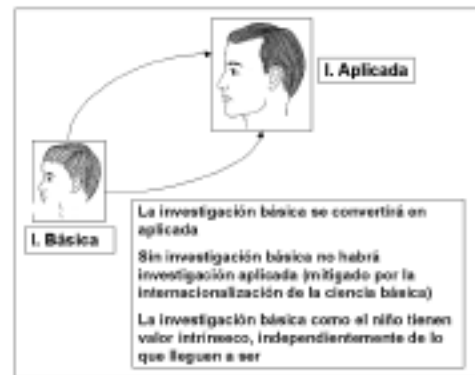 I. Aplicada
I. Básica
La investigación básica se convertirá en
aplicada
Sin investigación básica no habrá
investigación aplicada (mitigado por la
internacionalización de la ciencia básica)
La investigación básica como el niño tienen
valor intrínseco, independientemente de lo
que lleguen a ser